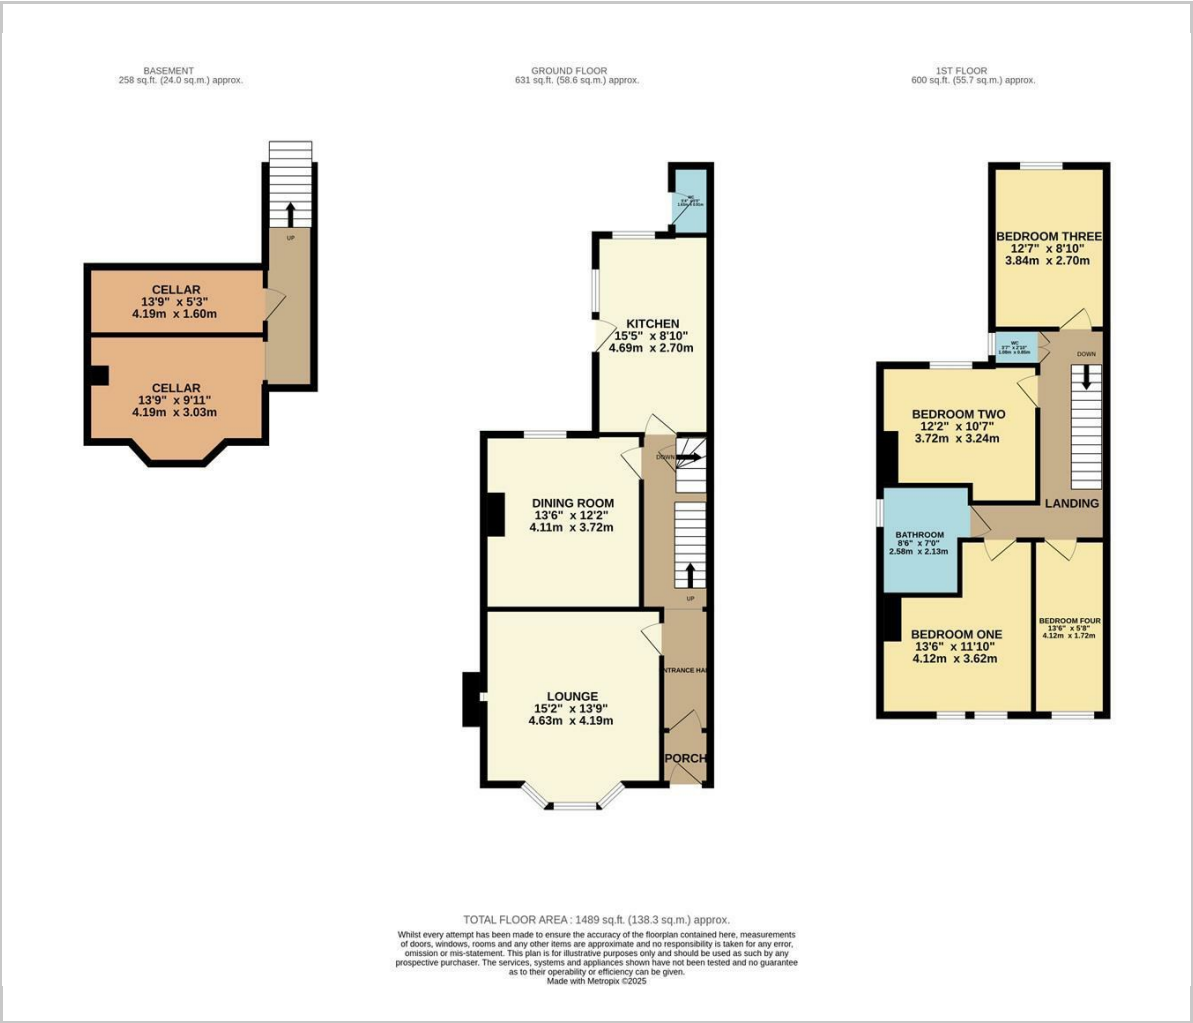 BASEMENT
258 sq.ft. (24.0 sq.m.) approx.
GROUND FLOOR
631 sq.ft. (58.6 sq.m.) approx.
1ST FLOOR
600 sq.ft. (55.7 sq.m.) approx.
UP
CELLAR
13'9" x 5'3"
4.19m x 1.60m
CELLAR
13'9" x 9'11"
4.19m x 3.03m
WC
KITCHEN
15'5" x 8'10"
4.69m x 2.70m
DOWN
DINING ROOM
13'6" x 12'2"
4.11m x 3.72m
UP
NTRANCE HA
LOUNGE
15'2" x 13'9"
4.63m x 4.19m
PORCH
BEDROOM THREE
12'7" x 8'10"
3.84m x 2.70m
WC
3'7" x 2'10"
DOWN
BEDROOM TWO
12'2" x 10'7"
3.72m x 3.24m
LANDING
BATHROOM
8'6" x 7'0"
2.58m x 2.13m
BEDROOM ONE
13'6" x 11'10"
4.12m x 3.62m
BEDROOM FOUR
13'6" x 5'8"
4.12m x 1.72m
TOTAL FLOOR AREA : 1489 sq.ft. (138.3 sq.m.) approx.
Whilst every attempt has been made to ensure the accuracy of the floorplan contained here, measurements
of doors, windows, rooms and any other items are approximate and no responsibility is taken for any error,
omission or mis-statement. This plan is for illustrative purposes only and should be used as such by any
prospective purchaser. The services, systems and appliances shown have not been tested and no guarantee
as to their operability or efficiency can be given.
Made with Metropix ©2025